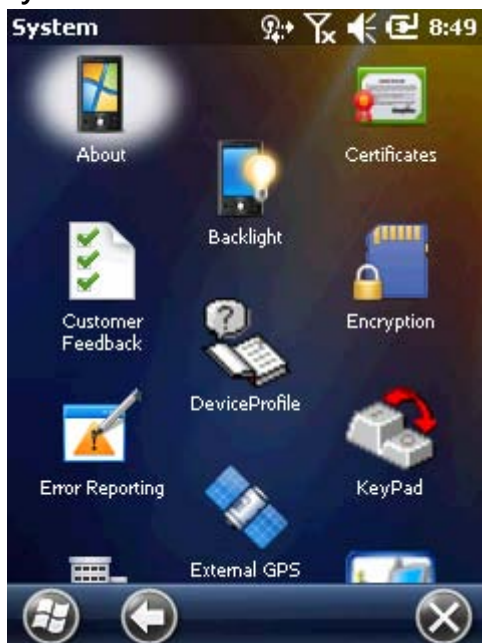 System 8:49
About
Certificates
Backlight
Customer
Feedback
Encryption
DeviceProfile
Error Reporting
KeyPad
External GPS